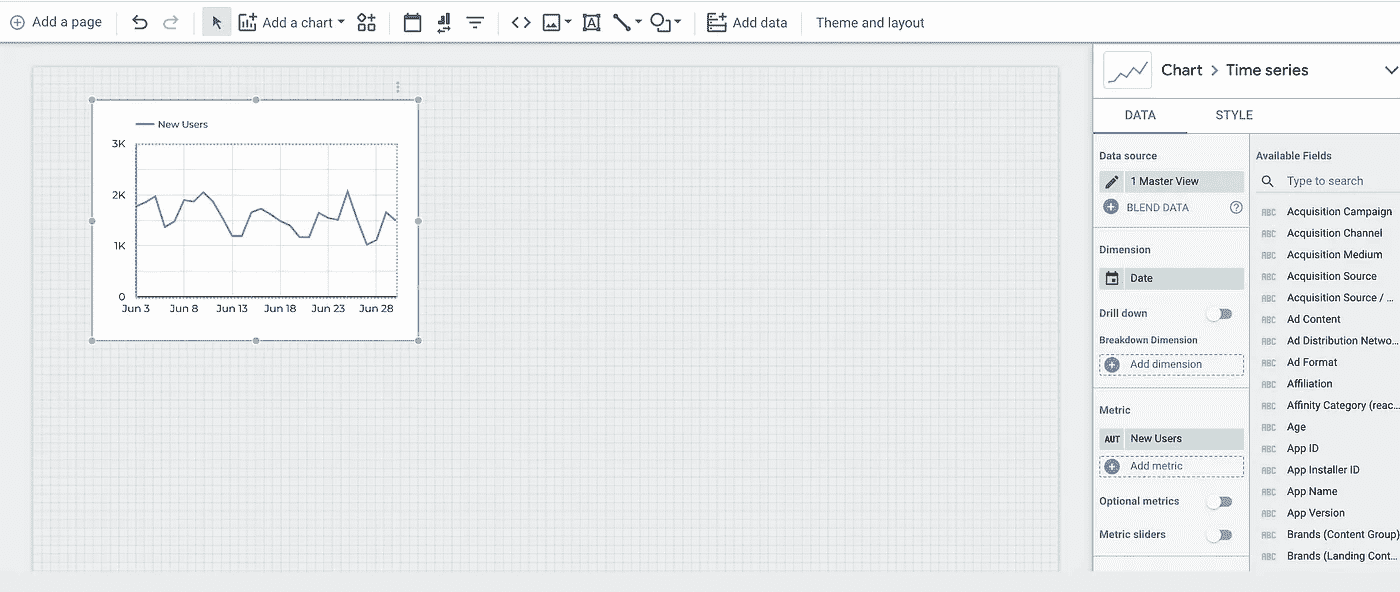 Add a page
Add a chart
Add data
Theme and layout
New Users
3K
2K
1K
0
Jun 3 Jun 8 Jun 13 Jun 18 Jun 23 Jun 28
Chart > Time series
DATA STYLE
Data source
1 Master View
BLEND DATA
Dimension
Date
Drill down
Breakdown Dimension
Add dimension
Metric
AUT New Users
Add metric
Optional metrics
Metric sliders
Available Fields
Type to search
ABC Acquisition Campaign
ABC Acquisition Channel
ABC Acquisition Medium
ABC Acquisition Source
ABC Acquisition Source / ...
ABC Ad Content
ABC Ad Distribution Netwo...
ABC Ad Format
ABC Affiliation
ABC Affinity Category (reac...
ABC Age
ABC App ID
ABC App Installer ID
ABC App Name
ABC App Version
ABC Brands (Content Group)
ABC Brands (Landing Cont...